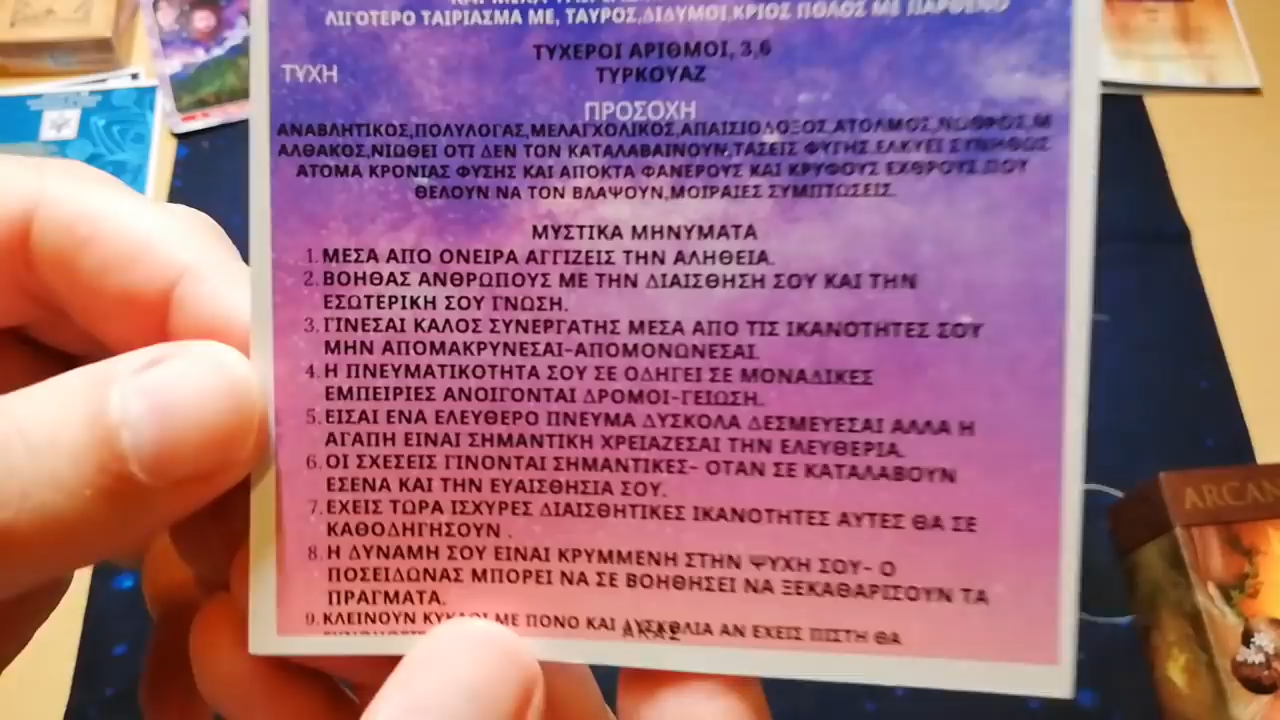 ΛΙΓΟΤΕΡΟ ΤΑΙΡΙΑΣΜΑ ΜΕ, ΤΑΥΡΟΣ,ΔΙΔΥΜΟΙ,ΚΡΙΟΣ ΠΟΛΟΣ ΜΕ ΠΑΡΘΕΝΟ
ΤΥΧΕΡΟΙ ΑΡΙΘΜΟΙ, 3,6
ΤΥΧΗ
ΤΥΡΚΟΥΑΖ
ΠΡΟΣΟΧΗ
ΑΝΑΒΛΗΤΙΚΟΣ,ΠΟΛΥΛΟΓΑΣ,ΜΕΛΑΓΧΟΛΙΚΟΣ,ΑΠΑΙΣΙΟΔΟΞΟΣ,ΑΤΟΛΜΟΣ,ΝΩΘΡΟΣ,Μ
ΑΛΘΑΚΟΣ,ΝΙΩΘΕΙ ΟΤΙ ΔΕΝ ΤΟΝ ΚΑΤΑΛΑΒΑΙΝΟΥΝ,ΤΑΣΕΙΣ ΦΥΓΗΣ,ΕΛΚΥΕΙ ΣΥΝΗΘΩΣ
ΑΤΟΜΑ ΚΡΟΝΙΑΣ ΦΥΣΗΣ ΚΑΙ ΑΠΟΚΤΑ ΦΑΝΕΡΟΥΣ ΚΑΙ ΚΡΥΦΟΥΣ ΕΧΘΡΟΥΣ,ΠΟΥ
ΘΕΛΟΥΝ ΝΑ ΤΟΝ ΒΛΑΨΟΥΝ,ΜΟΙΡΑΙΕΣ ΣΥΜΠΤΩΣΕΙΣ.
ΜΥΣΤΙΚΑ ΜΗΝΥΜΑΤΑ
1. ΜΕΣΑ ΑΠΟ ΟΝΕΙΡΑ ΑΓΓΙΖΕΙΣ ΤΗΝ ΑΛΗΘΕΙΑ.
2. ΒΟΗΘΑΣ ΑΝΘΡΩΠΟΥΣ ΜΕ ΤΗΝ ΔΙΑΙΣΘΗΣΗ ΣΟΥ ΚΑΙ ΤΗΝ
ΕΣΩΤΕΡΙΚΗ ΣΟΥ ΓΝΩΣΗ.
3. ΓΙΝΕΣΑΙ ΚΑΛΟΣ ΣΥΝΕΡΓΑΤΗΣ ΜΕΣΑ ΑΠΟ ΤΙΣ ΙΚΑΝΟΤΗΤΕΣ ΣΟΥ
ΜΗΝ ΑΠΟΜΑΚΡΥΝΕΣΑΙ-ΑΠΟΜΟΝΩΝΕΣΑΙ.
4. Η ΠΝΕΥΜΑΤΙΚΟΤΗΤΑ ΣΟΥ ΣΕ ΟΔΗΓΕΙ ΣΕ ΜΟΝΑΔΙΚΕΣ
ΕΜΠΕΙΡΙΕΣ ΑΝΟΙΓΟΝΤΑΙ ΔΡΟΜΟΙ-ΓΕΙΩΣΗ.
5. ΕΙΣΑΙ ΕΝΑ ΕΛΕΥΘΕΡΟ ΠΝΕΥΜΑ ΔΥΣΚΟΛΑ ΔΕΣΜΕΥΕΣΑΙ ΑΛΛΑ Η
ΑΓΑΠΗ ΕΙΝΑΙ ΣΗΜΑΝΤΙΚΗ ΧΡΕΙΑΖΕΣΑΙ ΤΗΝ ΕΛΕΥΘΕΡΙΑ.
6. ΟΙ ΣΧΕΣΕΙΣ ΓΙΝΟΝΤΑΙ ΣΗΜΑΝΤΙΚΕΣ- ΟΤΑΝ ΣΕ ΚΑΤΑΛΑΒΟΥΝ
ΕΣΕΝΑ ΚΑΙ ΤΗΝ ΕΥΑΙΣΘΗΣΙΑ ΣΟΥ.
7. ΕΧΕΙΣ ΤΩΡΑ ΙΣΧΥΡΕΣ ΔΙΑΙΣΘΗΤΙΚΕΣ ΙΚΑΝΟΤΗΤΕΣ ΑΥΤΕΣ ΘΑ ΣΕ
ΚΑΘΟΔΗΓΗΣΟΥΝ .
8. Η ΔΥΝΑΜΗ ΣΟΥ ΕΙΝΑΙ ΚΡΥΜΜΕΝΗ ΣΤΗΝ ΨΥΧΗ ΣΟΥ- Ο
ΠΟΣΕΙΔΩΝΑΣ ΜΠΟΡΕΙ ΝΑ ΣΕ ΒΟΗΘΗΣΕΙ ΝΑ ΞΕΚΑΘΑΡΙΣΟΥΝ ΤΑ
ΠΡΑΓΜΑΤΑ.
9. ΚΛΕΙΝΟΥΝ ΚΥΚΛΟΙ ΜΕ ΠΟΝΟ ΚΑΙ ΔΥΣΚΟΛΙΑ ΑΝ ΕΧΕΙΣ ΠΙΣΤΗ ΘΑ
ARCAN